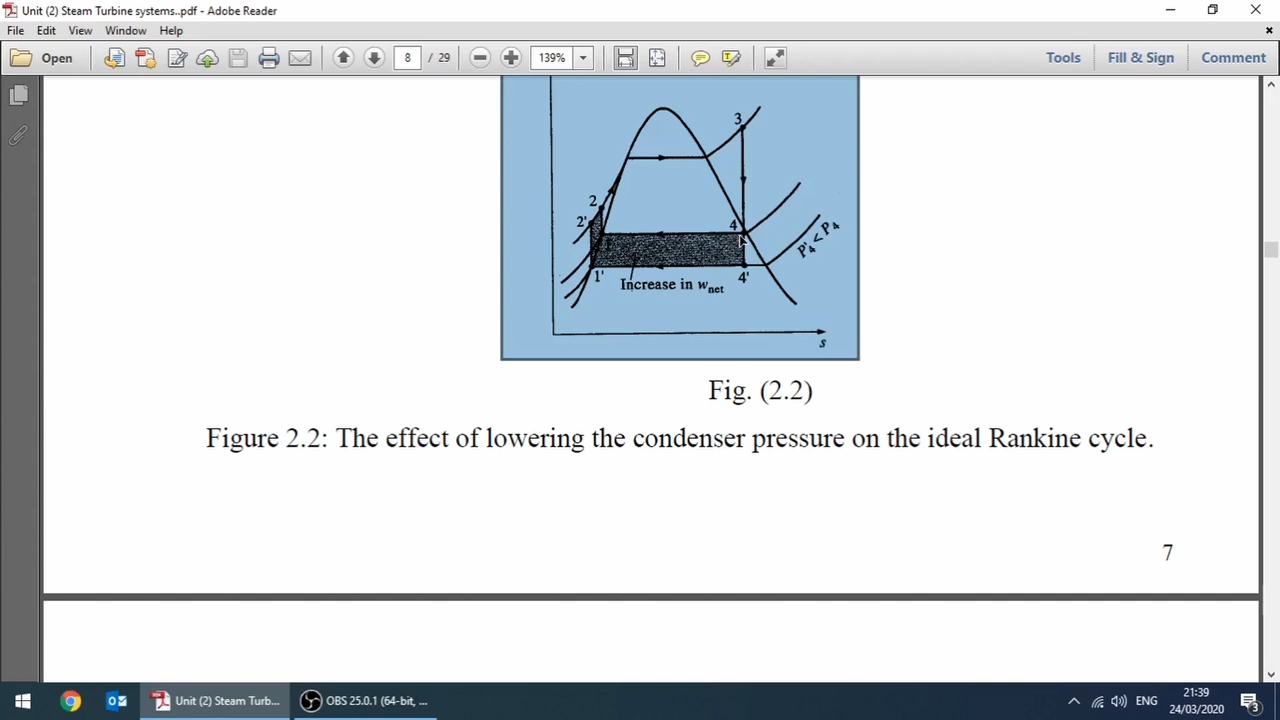 Unit (2) Steam Turbine systems..pdf - Adobe Reader
File Edit View Window Help
Open 8 / 29 139% Tools Fill & Sign Comment
3
2
2'
4
P'4 < P4
1'
4'
Increase in wnet
s
Fig. (2.2)
Figure 2.2: The effect of lowering the condenser pressure on the ideal Rankine cycle.
7
Unit (2) Steam Turb...
OBS 25.0.1 (64-bit, ...
ENG
21:39
24/03/2020
3